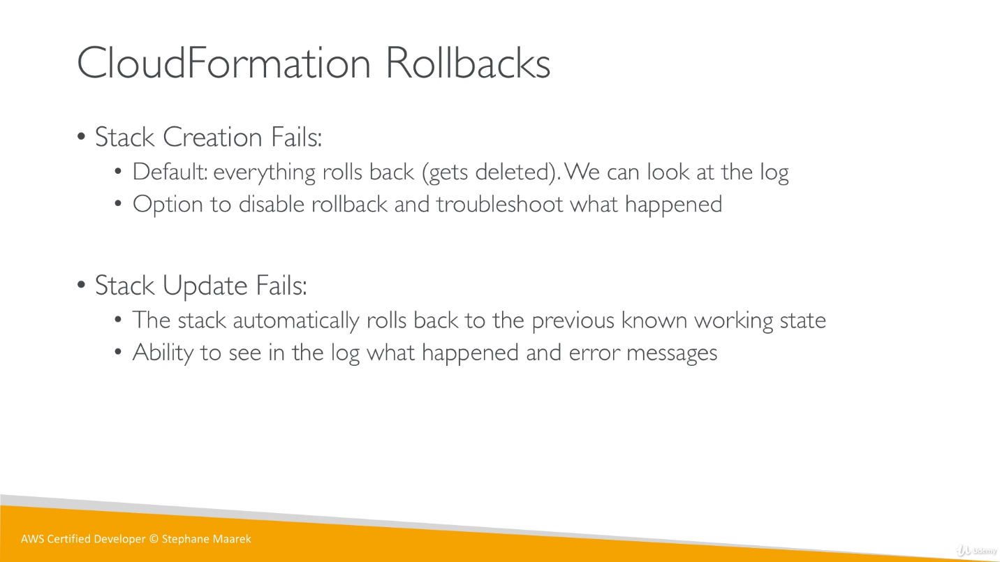 CloudFormation Rollbacks
• Stack Creation Fails:
• Default: everything rolls back (gets deleted). We can look at the log
• Option to disable rollback and troubleshoot what happened
• Stack Update Fails:
• The stack automatically rolls back to the previous known working state
• Ability to see in the log what happened and error messages
AWS Certified Developer © Stephane Maarek
Udemy